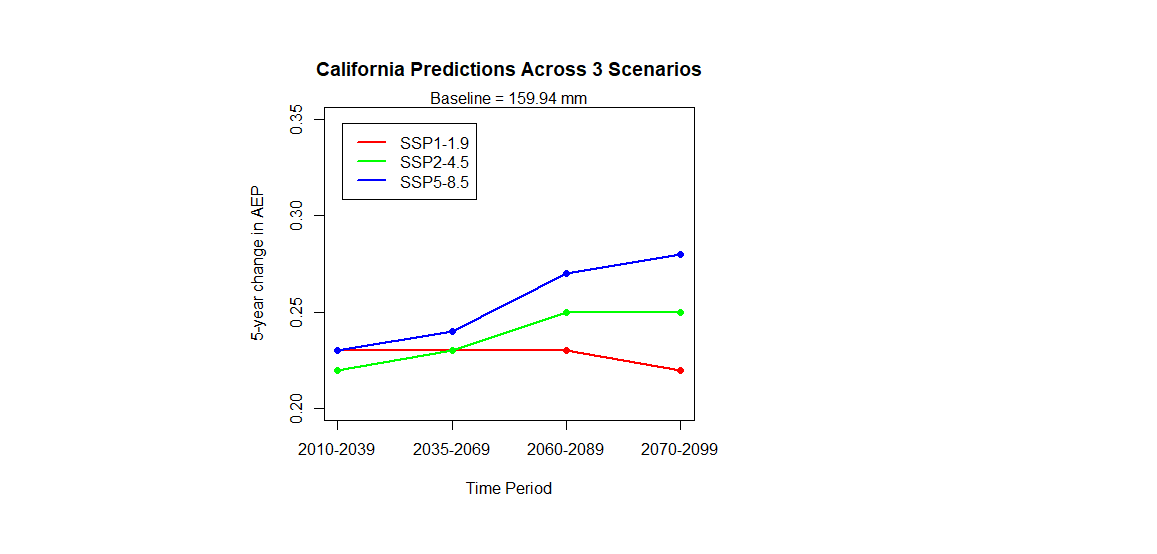 California Predictions Across 3 Scenarios
Baseline = 159.94 mm
SSP1-1.9
SSP2-4.5
SSP5-8.5
5-year change in AEP
0.35
0.30
0.25
0.20
2010-2039 2035-2069 2060-2089 2070-2099
Time Period